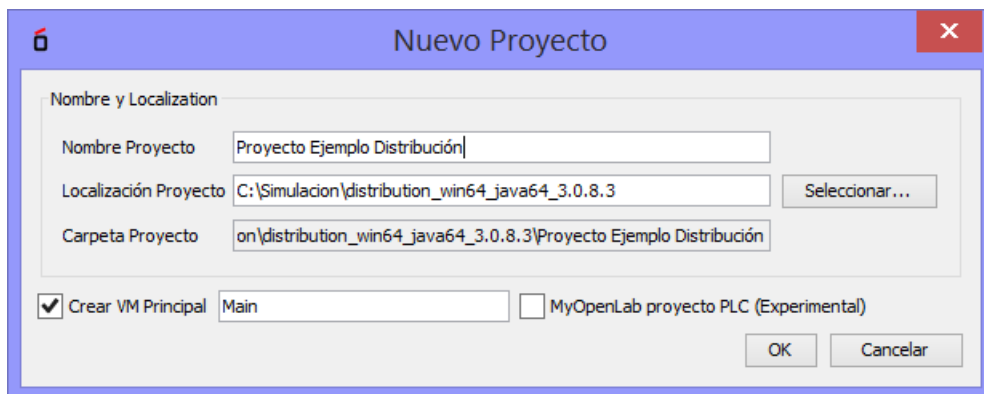 Nuevo Proyecto
Nombre y Localization
Nombre Proyecto Proyecto Ejemplo Distribución
Localización Proyecto C:\Simulacion\distribution_win64_java64_3.0.8.3 Seleccionar...
Carpeta Proyecto on\distribution_win64_java64_3.0.8.3\Proyecto Ejemplo Distribución
Crear VM Principal Main MyOpenLab proyecto PLC (Experimental)
OK Cancelar